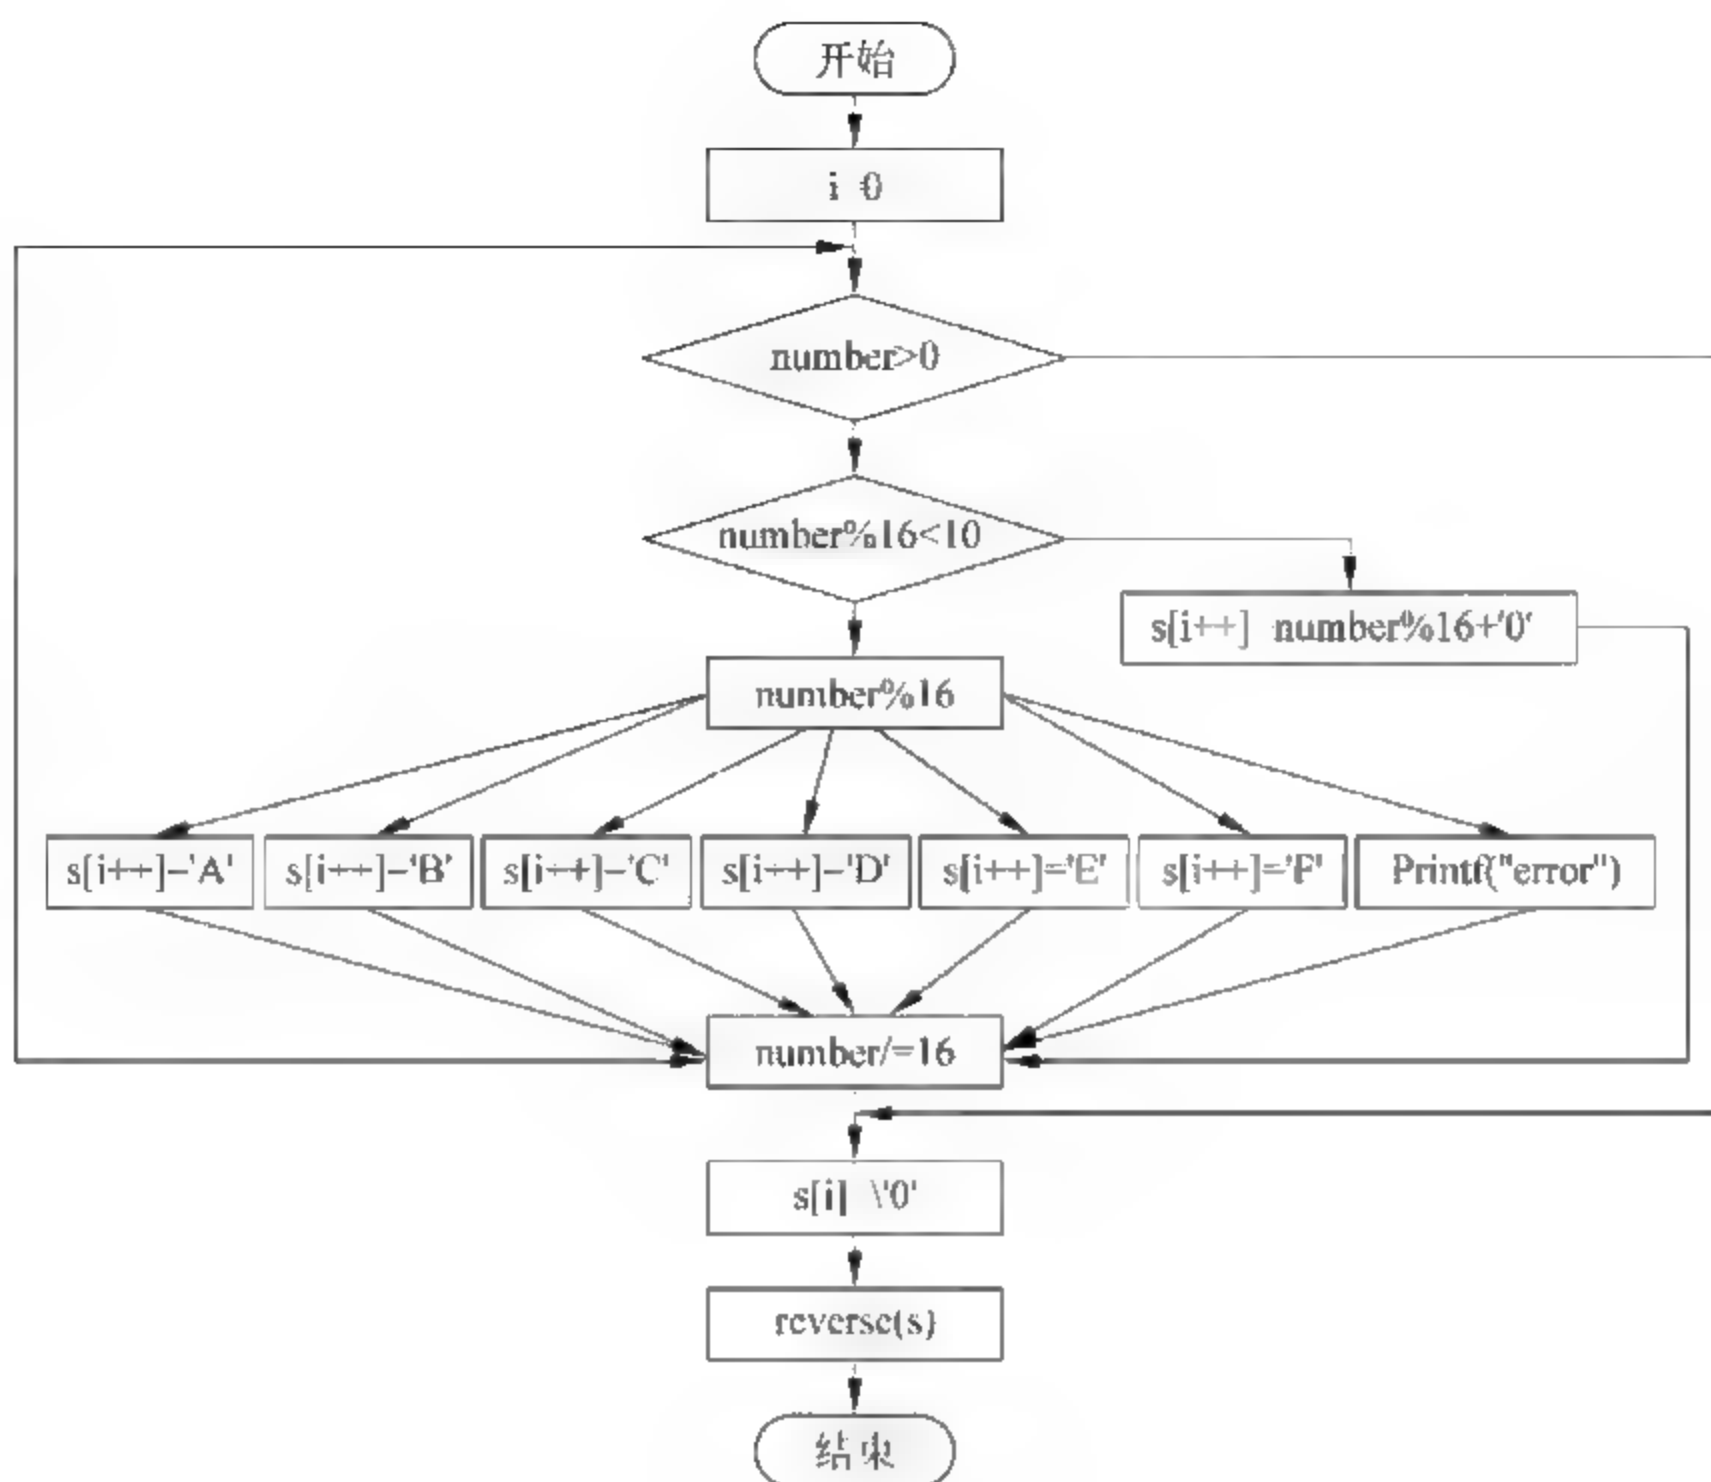 开始
i=0
number>0
number%16<10
s[i++] number%16+'0'
number%16
s[i++]='A'
s[i++]='B'
s[i++]='C'
s[i++]='D'
s[i++]='E'
s[i++]='F'
Printf("error")
number/=16
s[i] \'0'
reverse(s)
结束